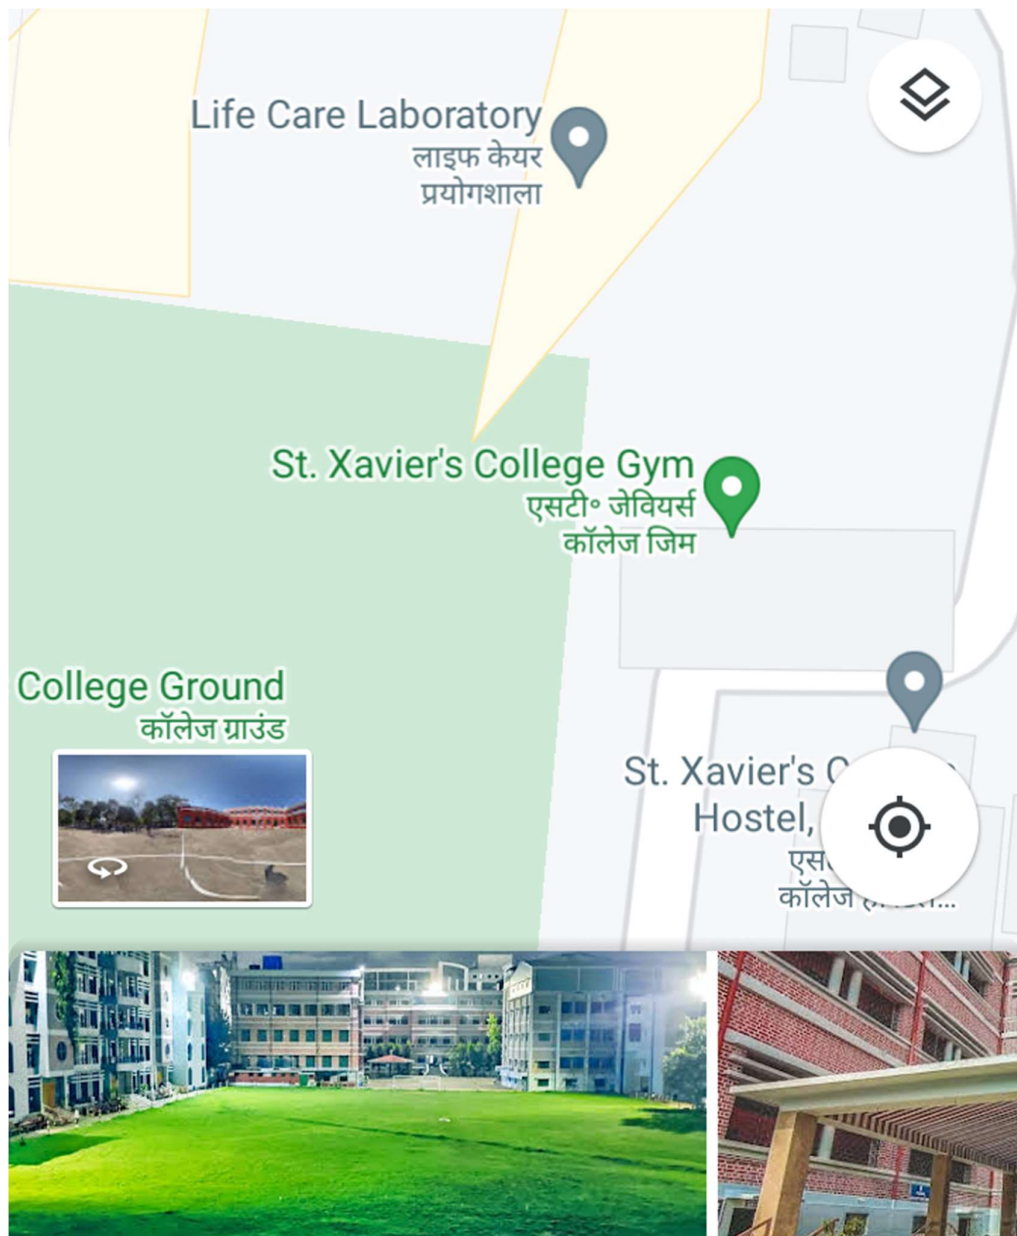 Life Care Laboratory
लाइफ केयर
प्रयोगशाला
St. Xavier's College Gym
एसटी॰ जेवियर्स
कॉलेज जिम
College Ground
कॉलेज ग्राउंड
St. Xavier's
Hostel,
कॉलेज